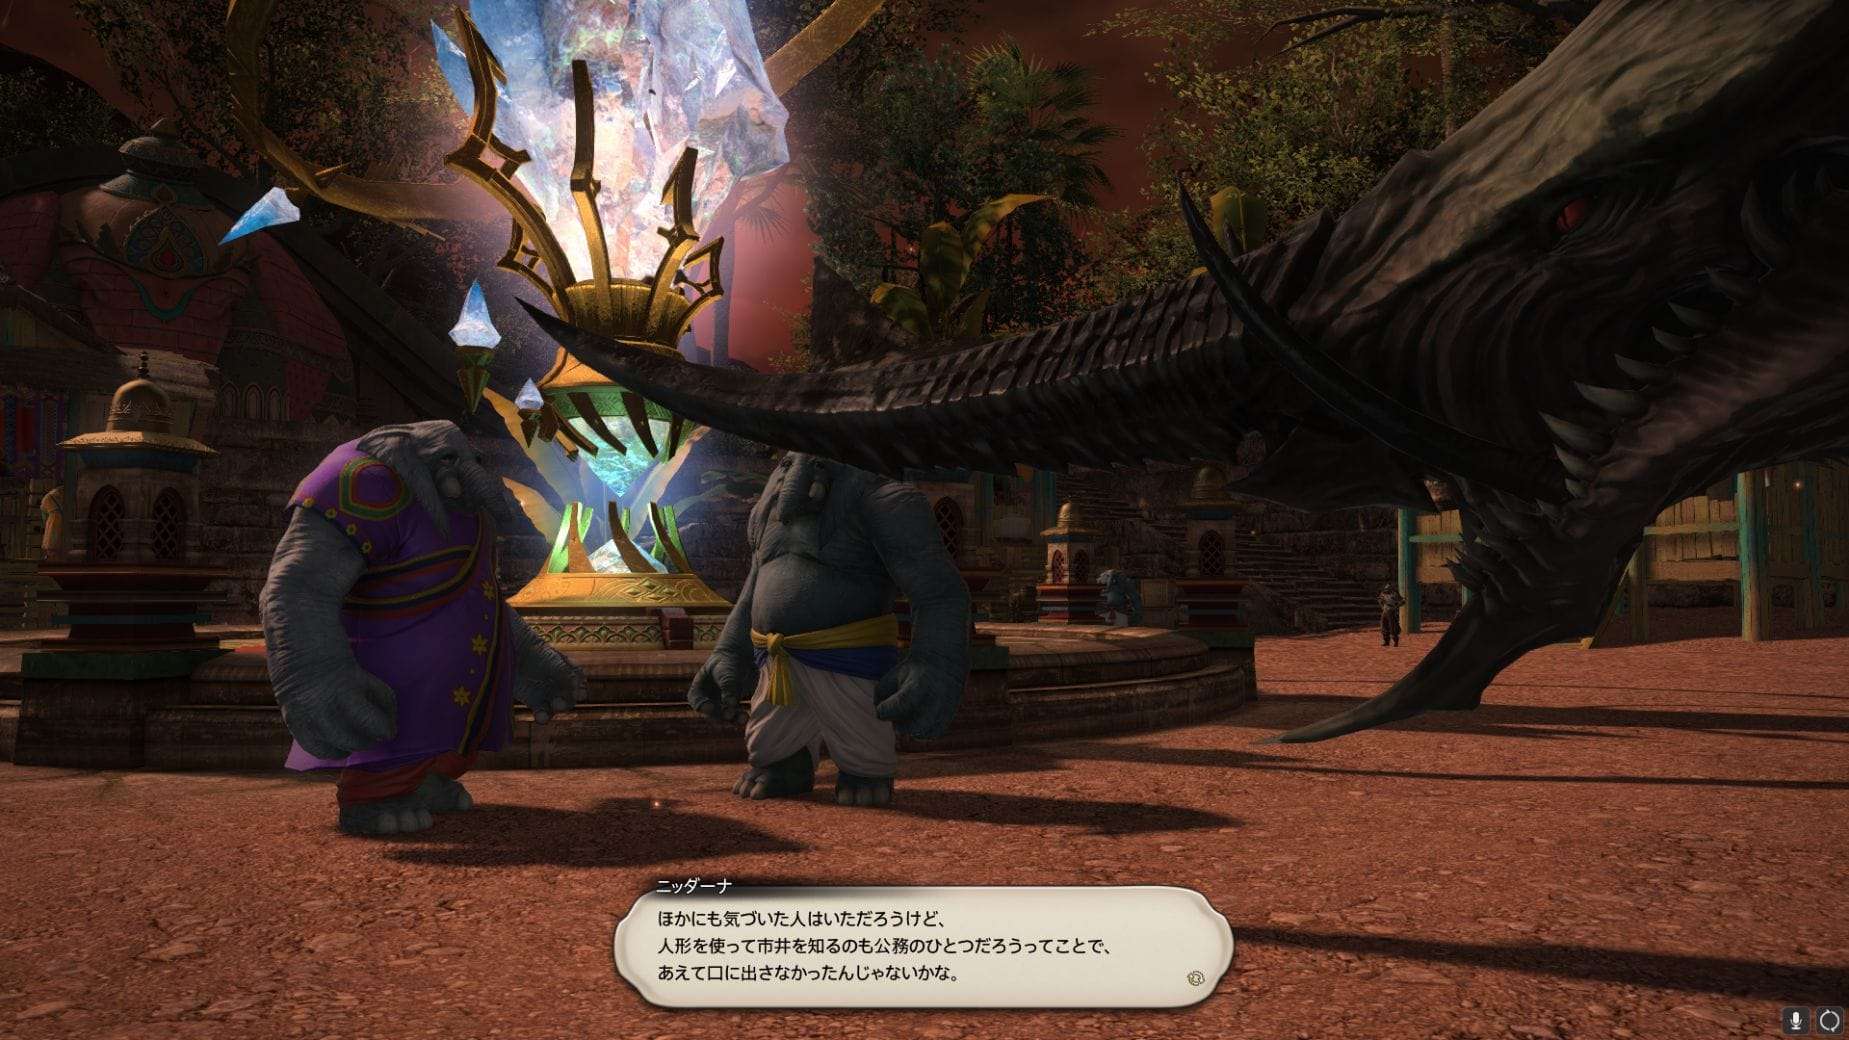 ニッダーナ
ほかにも気づいた人はいただろうけど、
人形を使って市井を知るのも公務のひとつだろうってことで、
あえて口に出さなかったんじゃないかな。